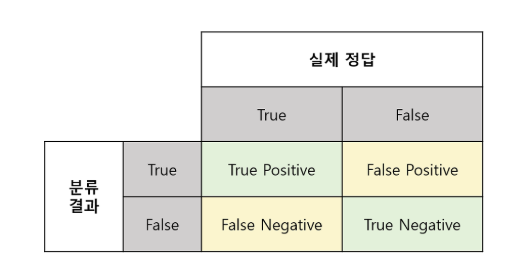 실제 정답
True
False
분류
결과
True
True Positive
False Positive
False
False Negative
True Negative